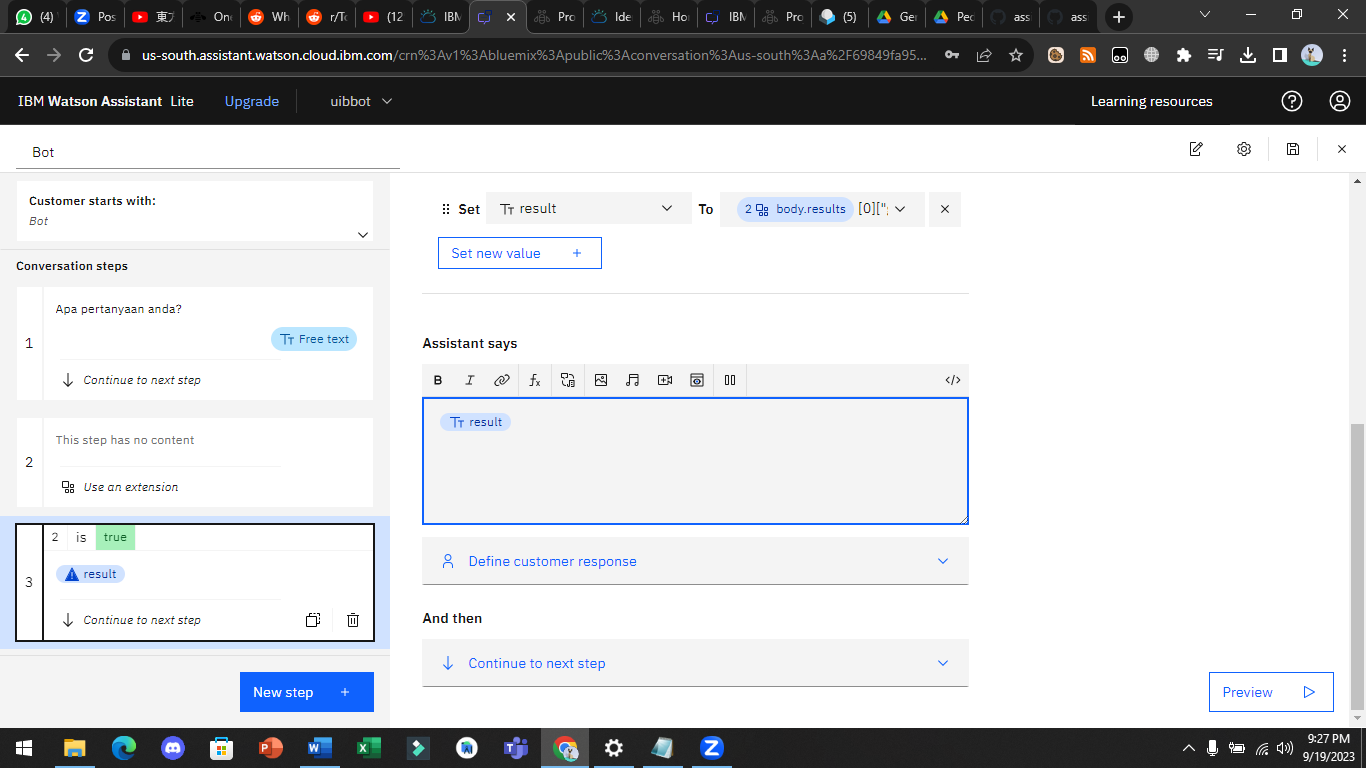 (4)
Pos
東方
On
Wh
r/Tc
(12
IBM
Pro
Ide
Ho
IBM
Pro
(5)
Ger
Ped
ass
ass
us-south.assistant.watson.cloud.ibm.com/crn%3Av1%3Abluemix%3Apublic%3Aconversation%3Aus-south%3Aa%2F69849fa95...
IBM Watson Assistant Lite
Upgrade
uibbot
Learning resources
Bot
Customer starts with:
Bot
Conversation steps
1
Apa pertanyaan anda?
Free text
Continue to next step
2
This step has no content
Use an extension
3
2 is true
result
Continue to next step
New step +
Set
result
To
2 body.results [0]["
Set new value +
Assistant says
B I
fx
</>
result
Define customer response
And then
Continue to next step
Preview
9:27 PM
9/19/2023